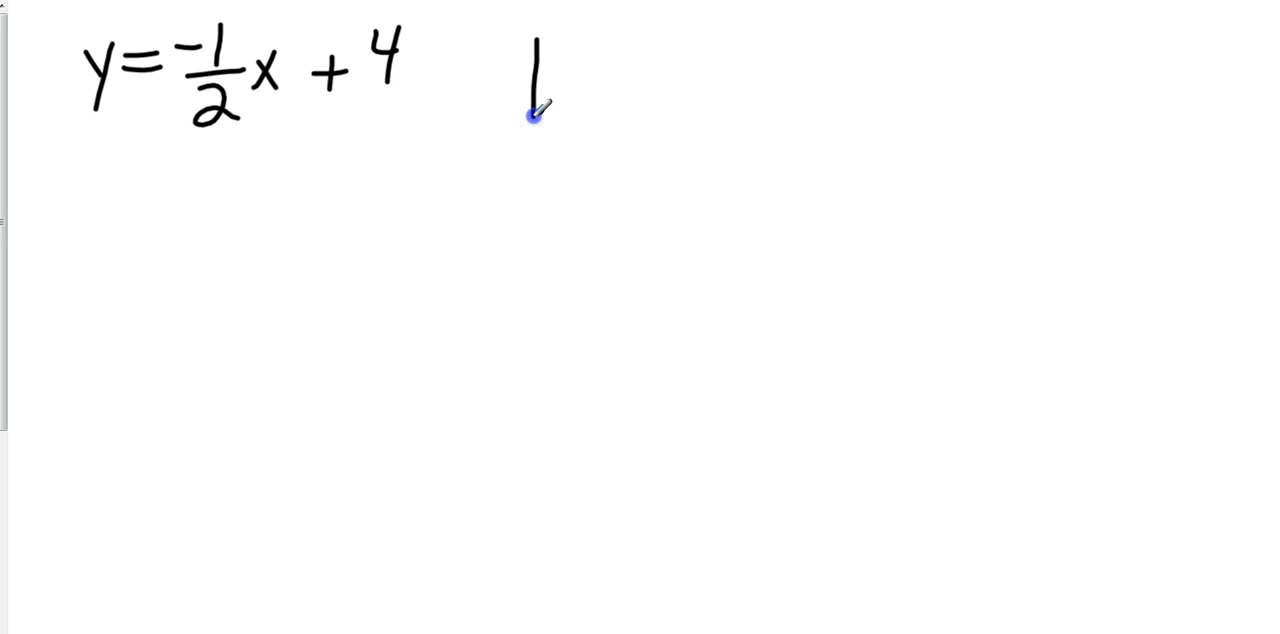 y = -1/2 x + 4